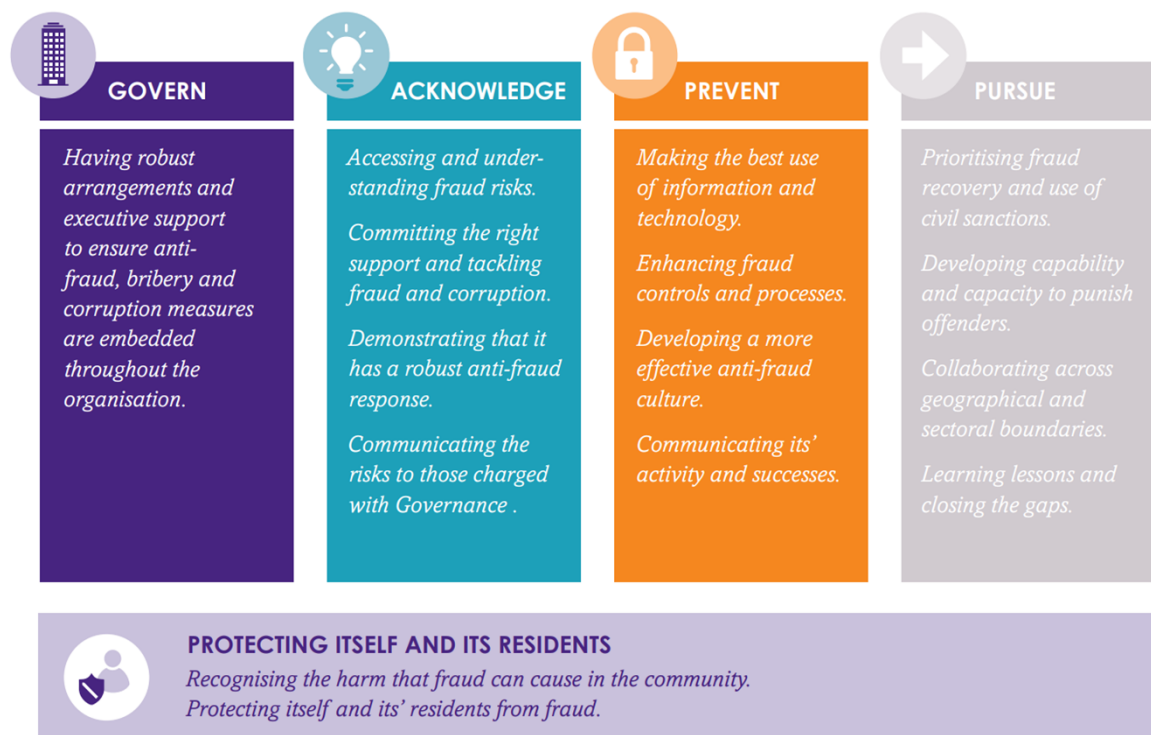 GOVERN
Having robust
arrangements and
executive support
to ensure anti-
fraud, bribery and
corruption measures
are embedded
throughout the
organisation.
ACKNOWLEDGE
Accessing and under-
standing fraud risks.
Committing the right
support and tackling
fraud and corruption.
Demonstrating that it
has a robust anti-fraud
response.
Communicating the
risks to those charged
with Governance .
PREVENT
Making the best use
of information and
technology.
Enhancing fraud
controls and processes.
Developing a more
effective anti-fraud
culture.
Communicating its’
activity and successes.
PURSUE
Prioritising fraud
recovery and use of
civil sanctions.
Developing capability
and capacity to punish
offenders.
Collaborating across
geographical and
sectoral boundaries.
Learning lessons and
closing the gaps.
PROTECTING ITSELF AND ITS RESIDENTS
Recognising the harm that fraud can cause in the community.
Protecting itself and its’ residents from fraud.